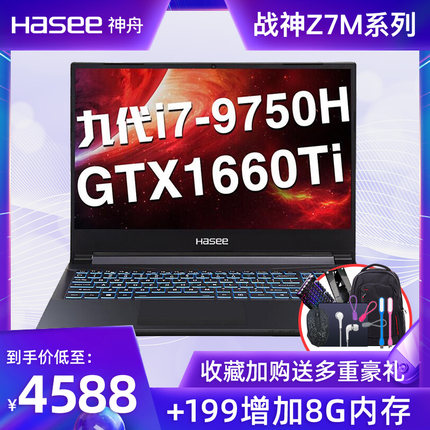 Hasee 神舟
战神Z7M系列
九代i7-9750H
GTX1660Ti
Hasee
到手价低至:
¥4588
收藏加购送多重豪礼
+199增加8G内存